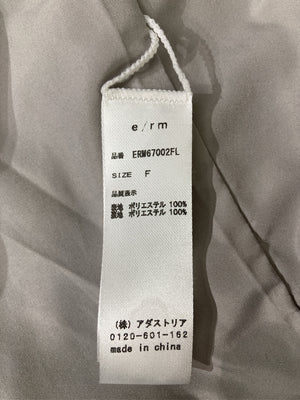 e/rm
品番 ERM67002FL
SIZE F
品質表示
表地 ポリエステル 100%
裏地 ポリエステル 100%
(株) アダストリア
0120-601-162
made in china